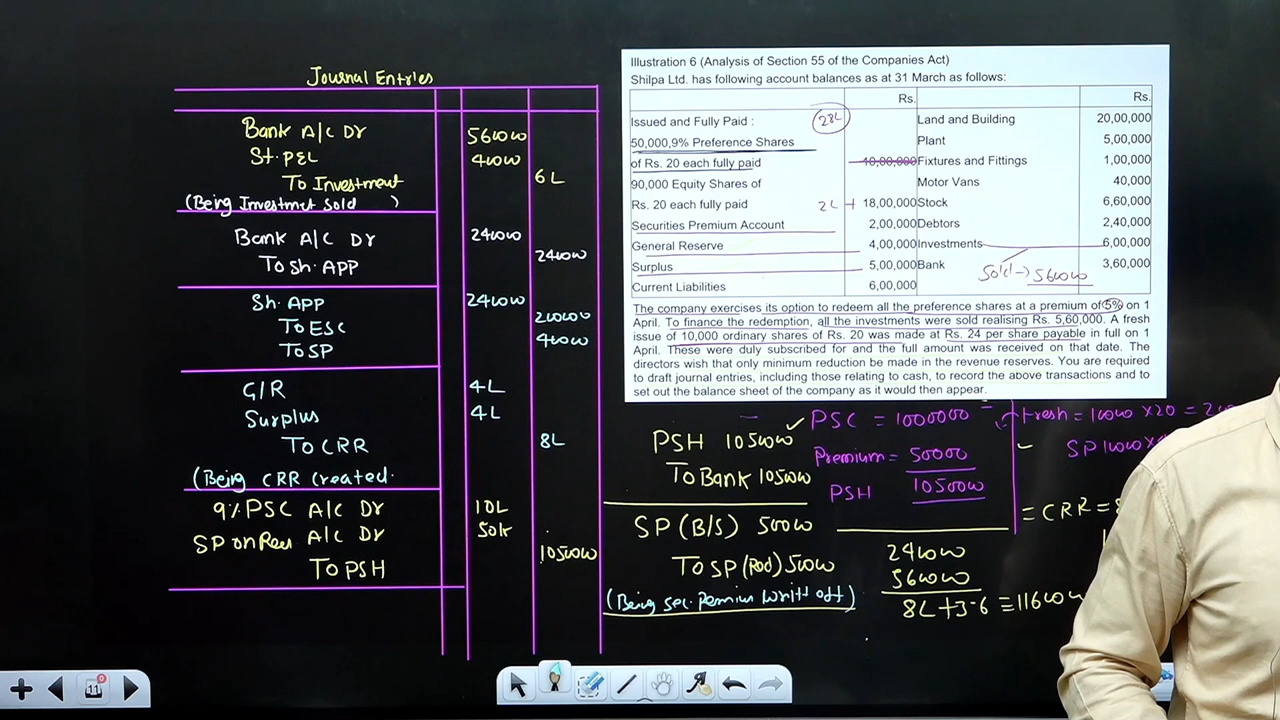 Journal Entries
Bank A/C Dr 560000
St. P&L 40000
To Investment 6L
(Being Investmet Sold )
Bank A/C Dr 240000
To Sh. APP 240000
Sh. APP 240000
To ESC 200000
To SP 40000
G/R 4L
Surplus 4L
To CRR 8L
(Being CRR Created.
9% PSC A/C Dr 10L
SP on Red A/C Dr 50k
To PSH 1050000
Illustration 6 (Analysis of Section 55 of the Companies Act)
Shilpa Ltd. has following account balances as at 31 March as follows:
Rs. Rs.
Issued and Fully Paid : 28L Land and Building 20,00,000
50,000,9% Preference Shares Plant 5,00,000
of Rs. 20 each fully paid 10,00,000 Fixtures and Fittings 1,00,000
90,000 Equity Shares of Motor Vans 40,000
Rs. 20 each fully paid 2L + 18,00,000 Stock 6,60,000
Securities Premium Account 2,00,000 Debtors 2,40,000
General Reserve 4,00,000 Investments 6,00,000
Surplus 5,00,000 Bank 3,60,000
Sold → 560000
Current Liabilities 6,00,000
The company exercises its option to redeem all the preference shares at a premium of 5% on 1
April. To finance the redemption, all the investments were sold realising Rs. 5,60,000. A fresh
issue of 10,000 ordinary shares of Rs. 20 was made at Rs. 24 per share payable in full on 1
April. These were duly subscribed for and the full amount was received on that date. The
directors wish that only minimum reduction be made in the revenue reserves. You are required
to draft journal entries, including those relating to cash, to record the above transactions and to
set out the balance sheet of the company as it would then appear.
PSH 1050000
To Bank 1050000
SP (B/S) 50000
To SP (Red) 50000
(Being sec. Permium Writt off)
PSC = 1000000
Premium = 50000
PSH 1050000
Fresh = 10000 × 20 =
SP 10000 ×
= CRR =
240000
560000
8L + 3.6 =
11